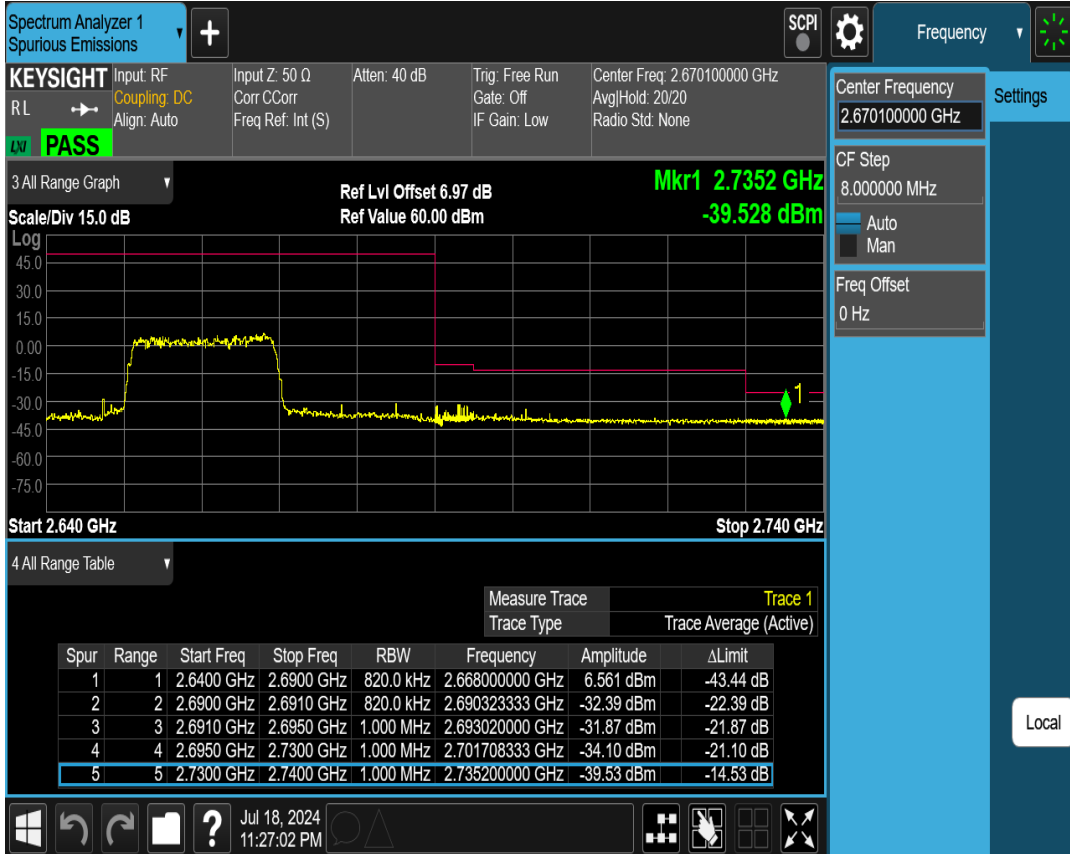 Spectrum Analyzer 1
Spurious Emissions
+
SCPI
Frequency
KEYSIGHT
RL
LXI
PASS
Input: RF
Coupling: DC
Align: Auto
Input Z: 50 Ω
Corr CCorr
Freq Ref: Int (S)
Atten: 40 dB
Trig: Free Run
Gate: Off
IF Gain: Low
Center Freq: 2.670100000 GHz
Avg|Hold: 20/20
Radio Std: None
Center Frequency
2.670100000 GHz
Settings
CF Step
8.000000 MHz
Auto
Man
Freq Offset
0 Hz
Local
3 All Range Graph
Scale/Div 15.0 dB
Ref Lvl Offset 6.97 dB
Ref Value 60.00 dBm
Mkr1 2.7352 GHz
-39.528 dBm
Log
45.0
30.0
15.0
0.00
-15.0
-30.0
-45.0
-60.0
-75.0
1
Start 2.640 GHz Stop 2.740 GHz
4 All Range Table
Measure Trace Trace 1
Trace Type Trace Average (Active)
Spur Range Start Freq Stop Freq RBW Frequency Amplitude ΔLimit
1 1 2.6400 GHz 2.6900 GHz 820.0 kHz 2.668000000 GHz 6.561 dBm -43.44 dB
2 2 2.6900 GHz 2.6910 GHz 820.0 kHz 2.690323333 GHz -32.39 dBm -22.39 dB
3 3 2.6910 GHz 2.6950 GHz 1.000 MHz 2.693020000 GHz -31.87 dBm -21.87 dB
4 4 2.6950 GHz 2.7300 GHz 1.000 MHz 2.701708333 GHz -34.10 dBm -21.10 dB
5 5 2.7300 GHz 2.7400 GHz 1.000 MHz 2.735200000 GHz -39.53 dBm -14.53 dB
?
Jul 18, 2024
11:27:02 PM